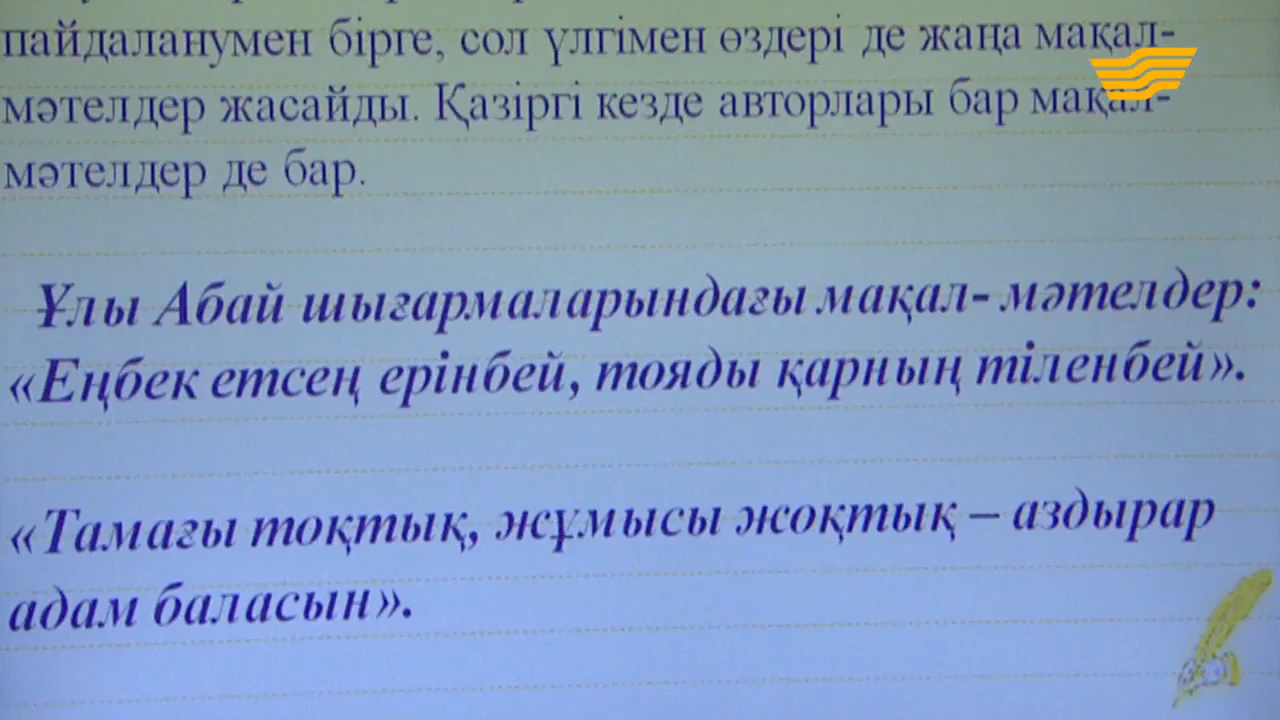 пайдаланумен бірге, сол үлгімен өздері де жаңа мақал-
мәтелдер жасайды. Қазіргі кезде авторлары бар мақал-
мәтелдер де бар.
Ұлы Абай шығармаларындағы мақал- мәтелдер:
«Еңбек етсең ерінбей, тояды қарның тіленбей».
«Тамағы тоқтық, жұмысы жоқтық – аздырар
адам баласын».